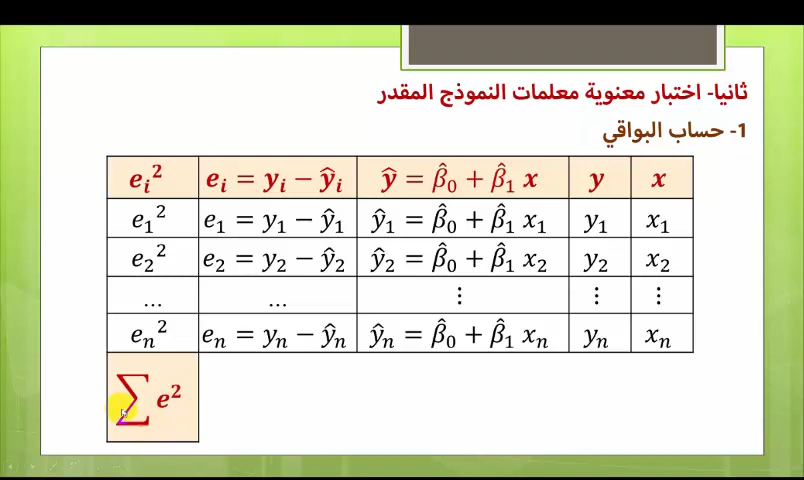 ثانيا- اختبار معنوية معلمات النموذج المقدر
1- حساب البواقي
x y ŷ = β̂₀ + β̂₁ x eᵢ = yᵢ − ŷᵢ eᵢ²
x₁ y₁ ŷ₁ = β̂₀ + β̂₁ x₁ e₁ = y₁ − ŷ₁ e₁²
x₂ y₂ ŷ₂ = β̂₀ + β̂₁ x₂ e₂ = y₂ − ŷ₂ e₂²
⋮ ⋮ ⋮ ... ...
xₙ yₙ ŷₙ = β̂₀ + β̂₁ xₙ eₙ = yₙ − ŷₙ eₙ²
∑ e²